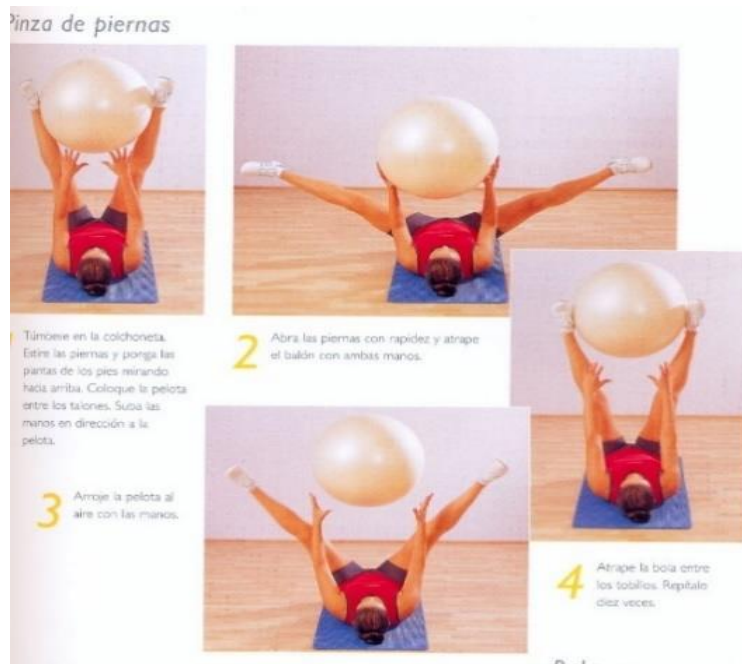 Pinza de piernas
1
Túmbese en la colchoneta.
Estire las piernas y ponga las
plantas de los pies mirando
hacia arriba. Coloque la pelota
entre los talones. Suba las
manos en dirección a la
pelota.
2
Abra las piernas con rapidez y atrape
el balón con ambas manos.
3
Arroje la pelota al
aire con las manos.
4
Atrape la bola entre
los tobillos. Repítalo
diez veces.